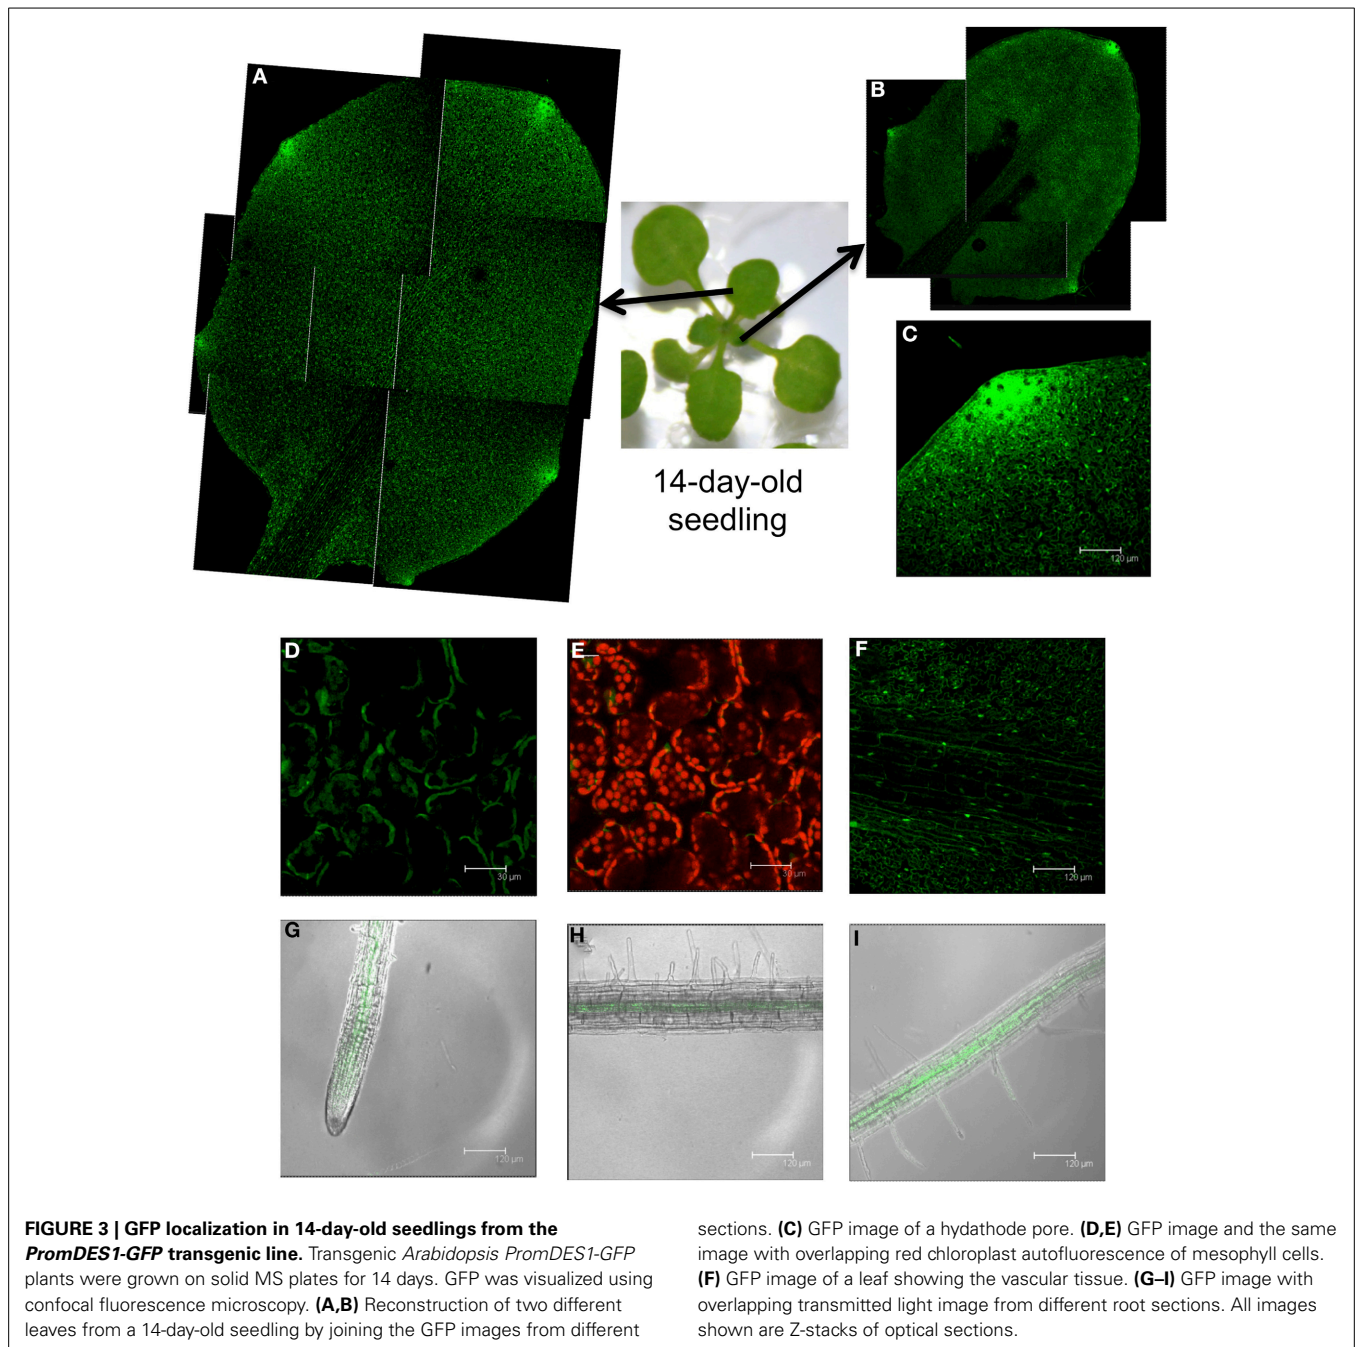 A
B
14-day-old
seedling
C
120 µm
D
30 µm
E
30 µm
F
120 µm
G
120 µm
H
120 µm
I
120 µm
FIGURE 3 | GFP localization in 14-day-old seedlings from the
PromDES1-GFP transgenic line. Transgenic Arabidopsis PromDES1-GFP
plants were grown on solid MS plates for 14 days. GFP was visualized using
confocal fluorescence microscopy. (A,B) Reconstruction of two different
leaves from a 14-day-old seedling by joining the GFP images from different
sections. (C) GFP image of a hydathode pore. (D,E) GFP image and the same
image with overlapping red chloroplast autofluorescence of mesophyll cells.
(F) GFP image of a leaf showing the vascular tissue. (G–I) GFP image with
overlapping transmitted light image from different root sections. All images
shown are Z-stacks of optical sections.